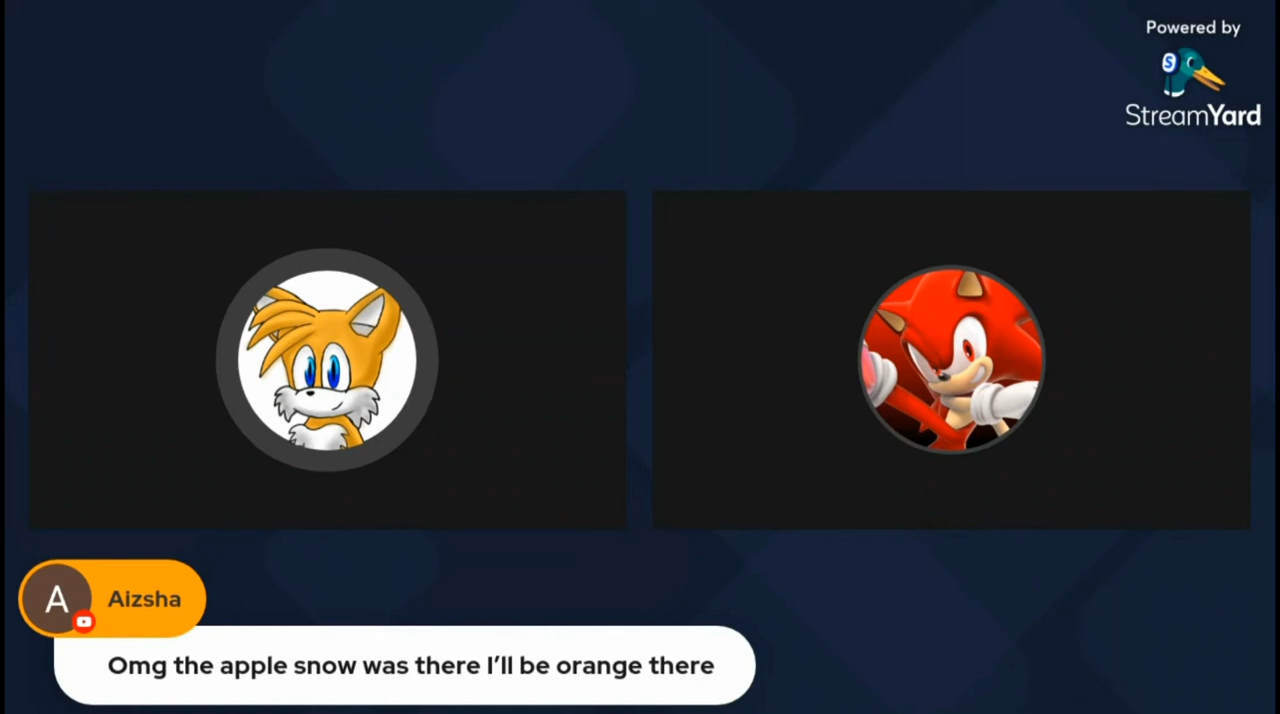 Powered by
S
StreamYard
A
Aizsha
Omg the apple snow was there I’ll be orange there